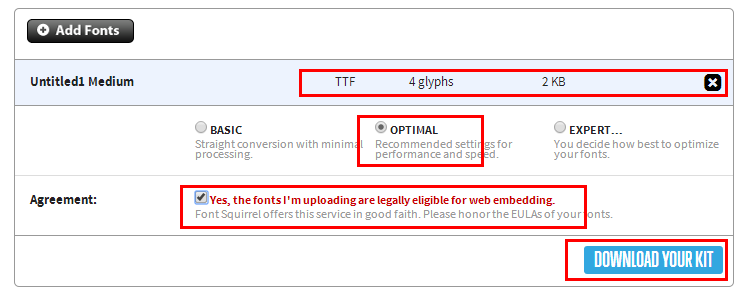 Add Fonts
Untitled1 Medium TTF 4 glyphs 2 KB
BASIC OPTIMAL EXPERT...
Straight conversion with minimal Recommended settings for You decide how best to optimize
processing. performance and speed. your fonts.
Agreement: Yes, the fonts I'm uploading are legally eligible for web embedding.
Font Squirrel offers this service in good faith. Please honor the EULAs of your fonts.
DOWNLOAD YOUR KIT